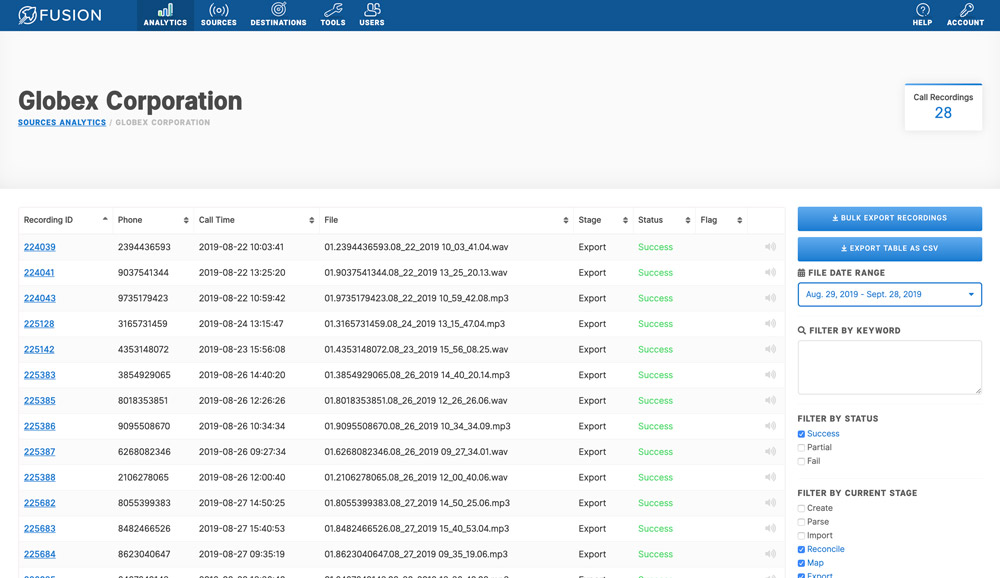 FUSION
ANALYTICS SOURCES DESTINATIONS TOOLS USERS HELP ACCOUNT
Globex Corporation
SOURCES ANALYTICS / GLOBEX CORPORATION
Call Recordings
28
Recording ID Phone Call Time File Stage Status Flag
224039 2394436593 2019-08-22 10:03:41 01.2394436593.08_22_2019 10_03_41.04.wav Export Success
224041 9037541344 2019-08-22 13:25:20 01.9037541344.08_22_2019 13_25_20.13.wav Export Success
224043 9735179423 2019-08-22 10:59:42 01.9735179423.08_22_2019 10_59_42.08.mp3 Export Success
225128 3165731459 2019-08-24 13:15:47 01.3165731459.08_24_2019 13_15_47.04.mp3 Export Success
225142 4353148072 2019-08-23 15:56:08 01.4353148072.08_23_2019 15_56_08.25.wav Export Success
225383 3854929065 2019-08-26 14:40:20 01.3854929065.08_26_2019 14_40_20.14.mp3 Export Success
225385 8018353851 2019-08-26 12:26:26 01.8018353851.08_26_2019 12_26_26.06.wav Export Success
225386 9095508670 2019-08-26 10:34:34 01.9095508670.08_26_2019 10_34_34.09.mp3 Export Success
225387 6268082346 2019-08-26 09:27:34 01.6268082346.08_26_2019 09_27_34.01.wav Export Success
225388 2106278065 2019-08-26 12:00:40 01.2106278065.08_26_2019 12_00_40.06.wav Export Success
225682 8055399383 2019-08-27 14:50:25 01.8055399383.08_27_2019 14_50_25.06.mp3 Export Success
225683 8482466526 2019-08-27 15:40:53 01.8482466526.08_27_2019 15_40_53.04.mp3 Export Success
225684 8623040647 2019-08-27 09:35:19 01.8623040647.08_27_2019 09_35_19.06.mp3 Export Success
BULK EXPORT RECORDINGS
EXPORT TABLE AS CSV
FILE DATE RANGE
Aug. 29, 2019 - Sept. 28, 2019
FILTER BY KEYWORD
FILTER BY STATUS
Success
Partial
Fail
FILTER BY CURRENT STAGE
Create
Parse
Import
Reconcile
Map
Export